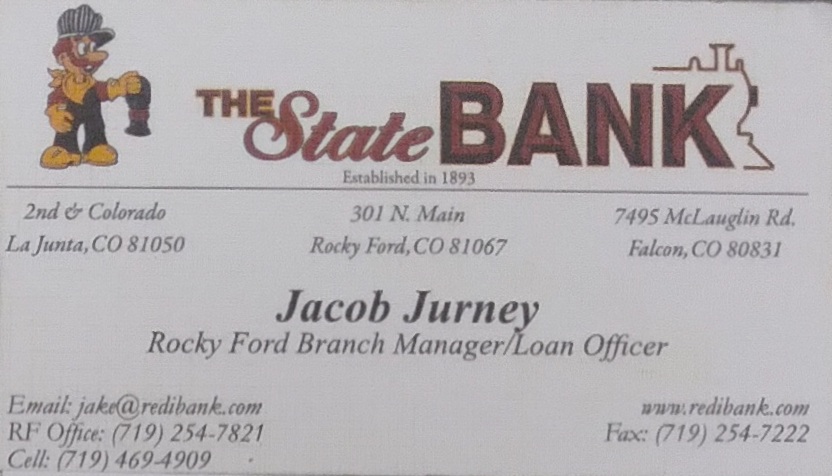 THE State BANK
Established in 1893
2nd & Colorado
La Junta, CO 81050
301 N. Main
Rocky Ford, CO 81067
7495 McLauglin Rd.
Falcon, CO 80831
Jacob Jurney
Rocky Ford Branch Manager/Loan Officer
Email: jake@redibank.com
RF Office: (719) 254-7821
Cell: (719) 469-4909
www.redibank.com
Fax: (719) 254-7222